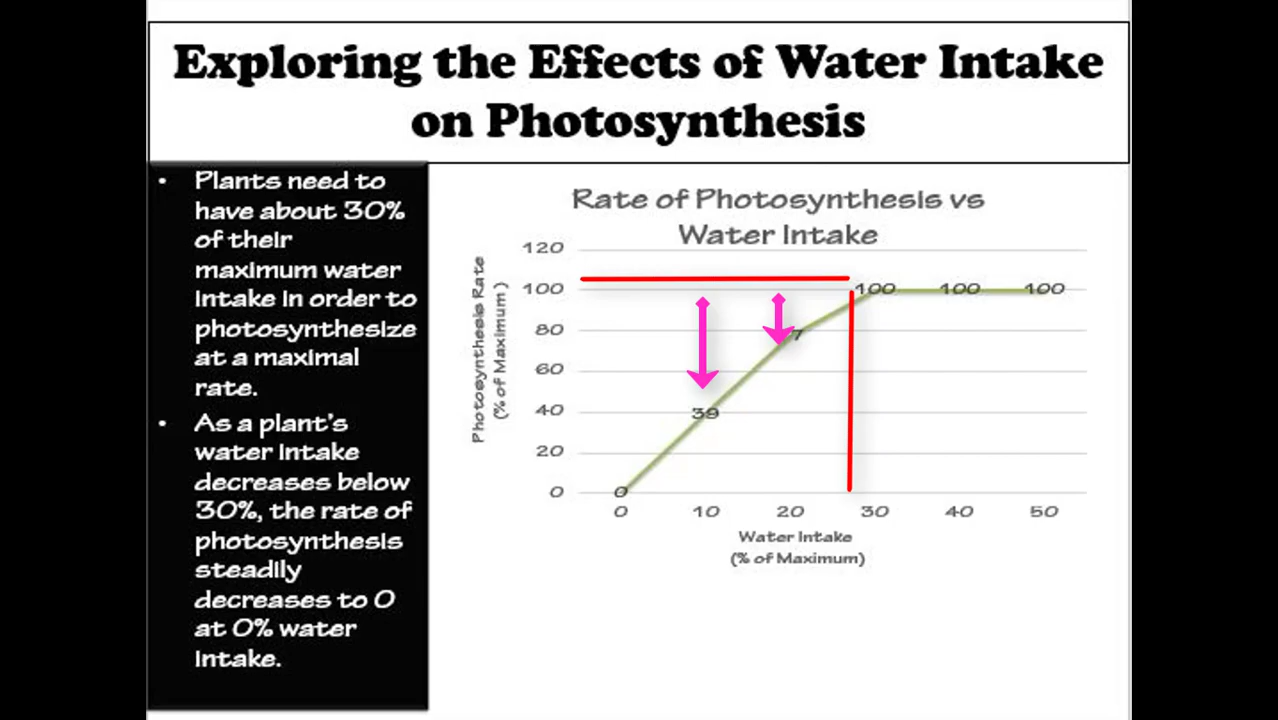 Exploring the Effects of Water Intake
on Photosynthesis
• Plants need to
have about 30%
of their
maximum water
intake in order to
photosynthesize
at a maximal
rate.
• As a plant's
water intake
decreases below
30%, the rate of
photosynthesis
steadily
decreases to 0
at 0% water
intake.
Rate of Photosynthesis vs
Water Intake
Photosynthesis Rate
(% of Maximum )
120
100
80
60
40
20
0
0
39
100
100
100
0 10 20 30 40 50
Water Intake
(% of Maximum)